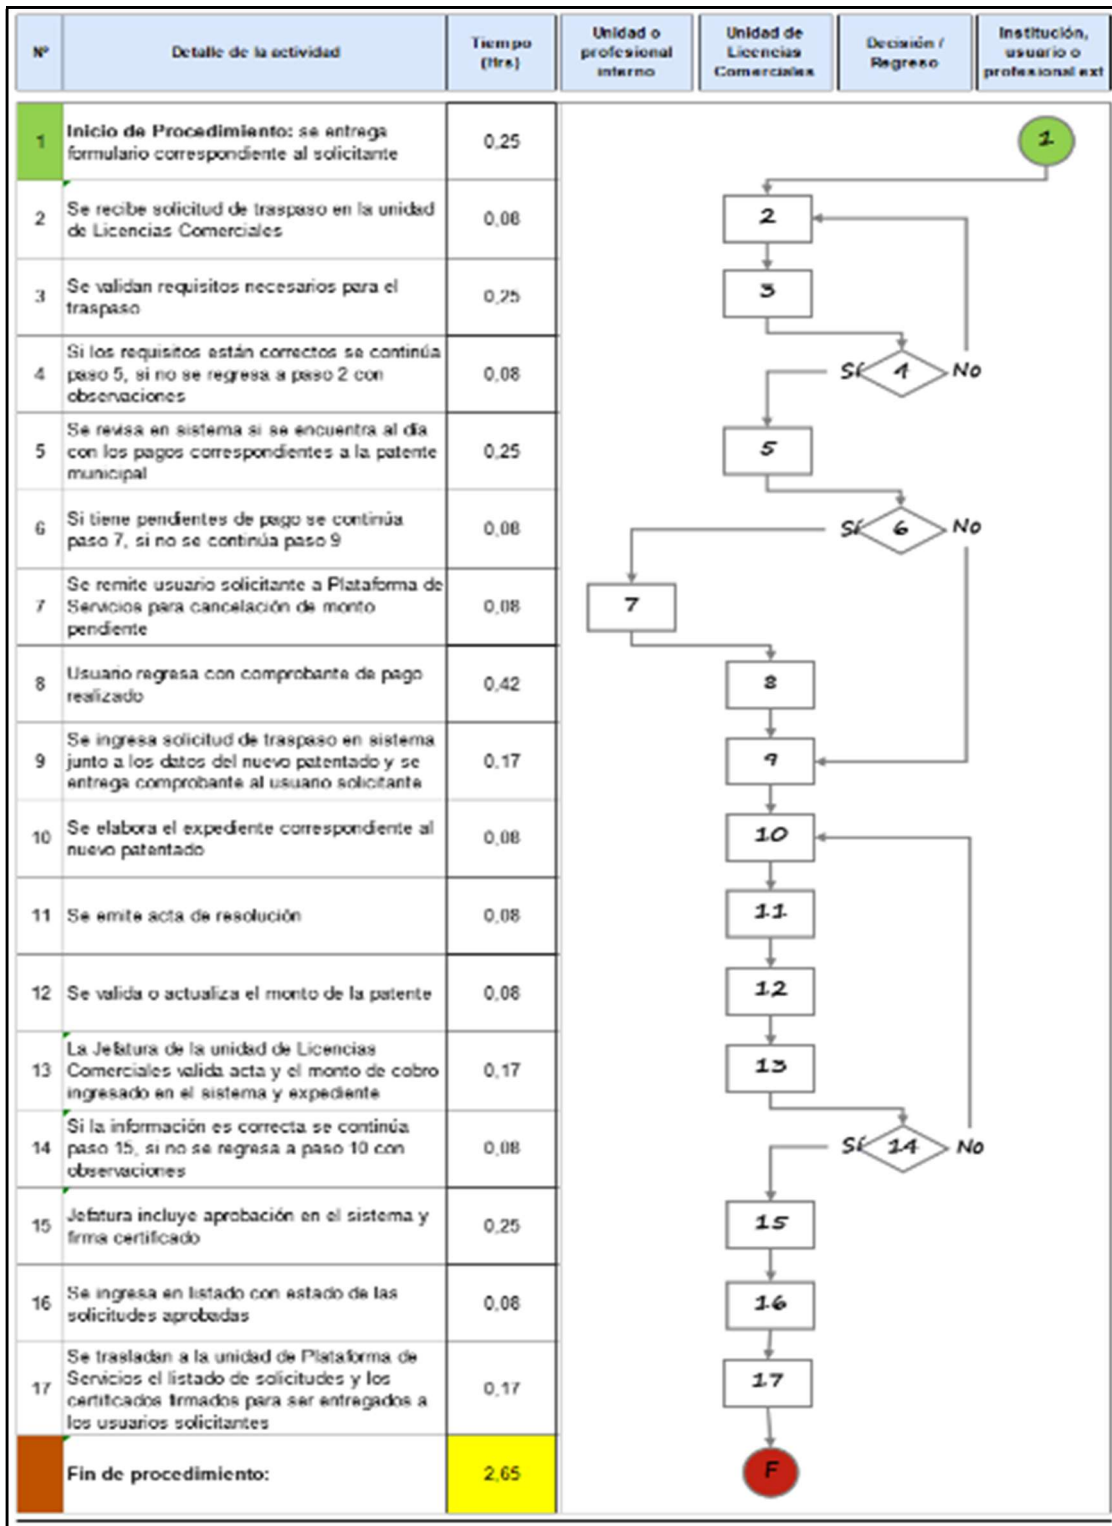 Nº
Detalle de la actividad
Tiempo
(Hrs)
Unidad o
profesional
interno
Unidad de
Licencias
Comerciales
Decisión /
Regreso
Institución,
usuario o
profesional ext
1
Inicio de Procedimiento: se entrega
formulario correspondiente al solicitante
0,25
1
2
Se recibe solicitud de traspaso en la unidad
de Licencias Comerciales
0,08
2
3
Se validan requisitos necesarios para el
traspaso
0,25
3
4
Si los requisitos están correctos se continúa
paso 5, si no se regresa a paso 2 con
observaciones
0,08
Sí 4 No
5
Se revisa en sistema si se encuentra al día
con los pagos correspondientes a la patente
municipal
0,25
5
6
Si tiene pendientes de pago se continúa
paso 7, si no se continúa paso 9
0,08
Sí 6 No
7
Se remite usuario solicitante a Plataforma de
Servicios para cancelación de monto
pendiente
0,08
7
8
Usuario regresa con comprobante de pago
realizado
0,42
8
9
Se ingresa solicitud de traspaso en sistema
junto a los datos del nuevo patentado y se
entrega comprobante al usuario solicitante
0,17
9
10
Se elabora el expediente correspondiente al
nuevo patentado
0,08
10
11
Se emite acta de resolución
0,08
11
12
Se valida o actualiza el monto de la patente
0,08
12
13
La Jefatura de la unidad de Licencias
Comerciales valida acta y el monto de cobro
ingresado en el sistema y expediente
0,17
13
14
Si la información es correcta se continúa
paso 15, si no se regresa a paso 10 con
observaciones
0,08
Sí 14 No
15
Jefatura incluye aprobación en el sistema y
firma certificado
0,25
15
16
Se ingresa en listado con estado de las
solicitudes aprobadas
0,08
16
17
Se trasladan a la unidad de Plataforma de
Servicios el listado de solicitudes y los
certificados firmados para ser entregados a
los usuarios solicitantes
0,17
17
Fin de procedimiento:
2,65
F